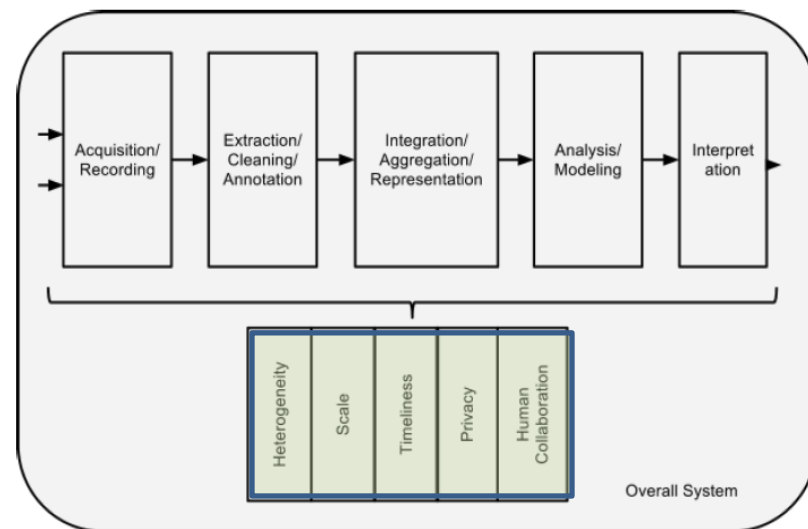 Acquisition/
Recording
Extraction/
Cleaning/
Annotation
Integration/
Aggregation/
Representation
Analysis/
Modeling
Interpret
ation
Heterogeneity
Scale
Timeliness
Privacy
Human
Collaboration
Overall System